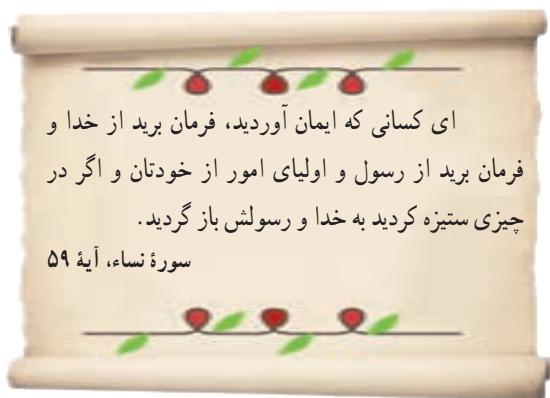 ای کسانی که ایمان آوردید، فرمان برید از خدا و
فرمان برید از رسول و اولیای امور از خودتان و اگر در
چیزی ستیزه کردید به خدا و رسولش باز گردید.
سورهٔ نساء، آیهٔ ۵۹